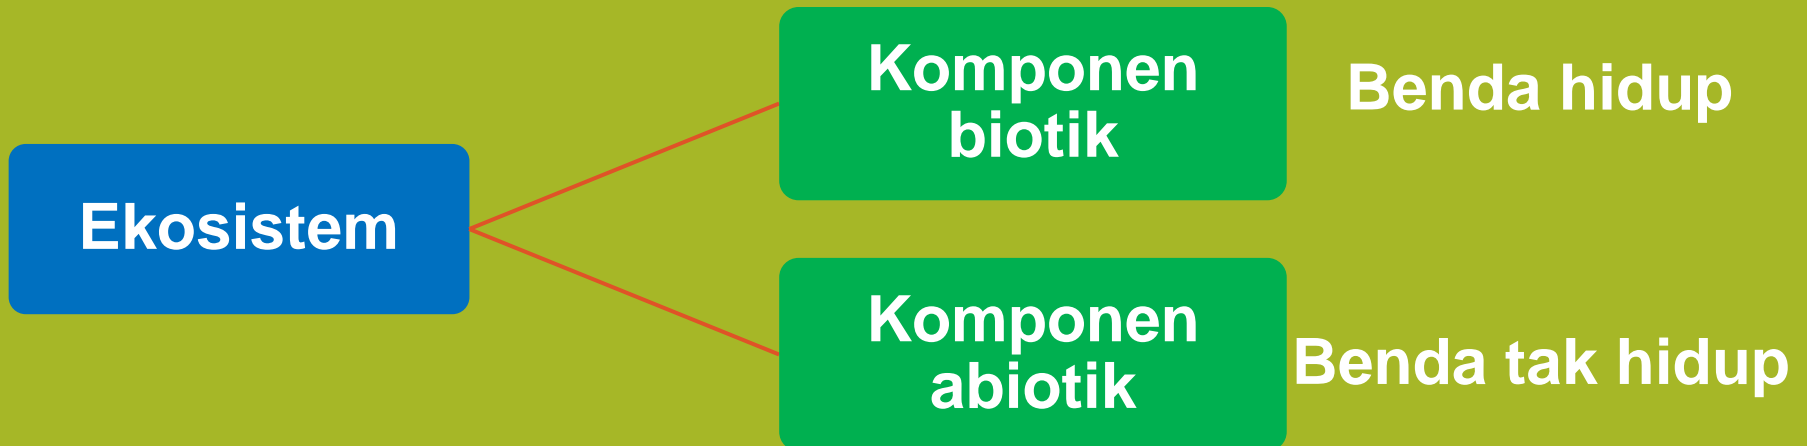 Ekosistem
Komponen
biotik
Benda hidup
Komponen
abiotik
Benda tak hidup